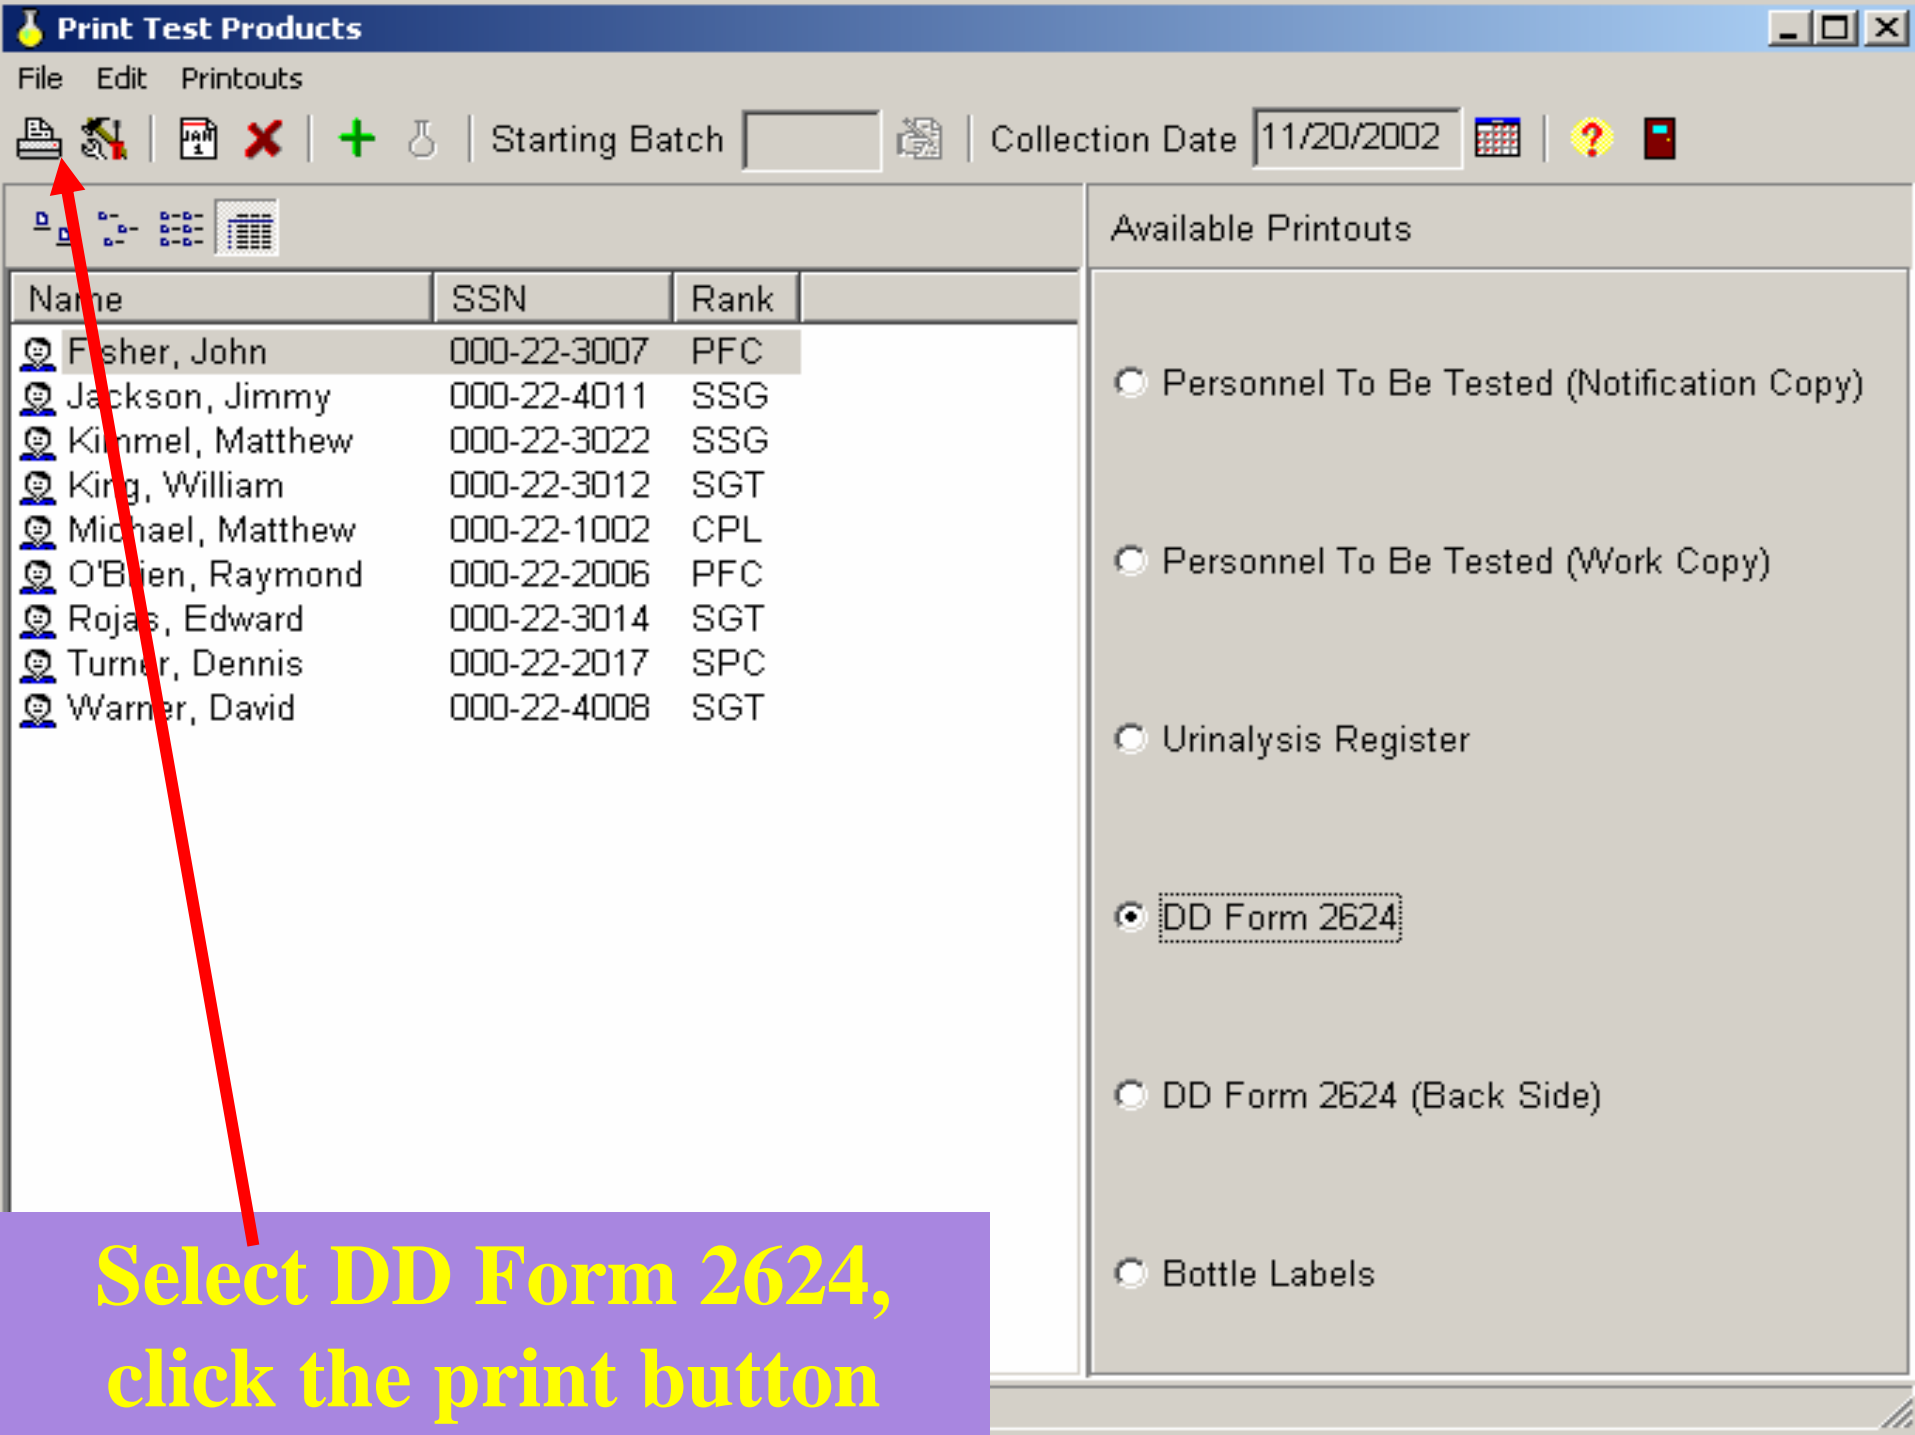 Print Test Products
File Edit Printouts
JAN 1 Starting Batch Collection Date 11/20/2002 ?
Available Printouts
Name SSN Rank
Fisher, John 000-22-3007 PFC
Jackson, Jimmy 000-22-4011 SSG
Kimmel, Matthew 000-22-3022 SSG
King, William 000-22-3012 SGT
Michael, Matthew 000-22-1002 CPL
O'Brien, Raymond 000-22-2006 PFC
Rojas, Edward 000-22-3014 SGT
Turner, Dennis 000-22-2017 SPC
Warner, David 000-22-4008 SGT
Personnel To Be Tested (Notification Copy)
Personnel To Be Tested (Work Copy)
Urinalysis Register
DD Form 2624
DD Form 2624 (Back Side)
Bottle Labels
Select DD Form 2624,
click the print button